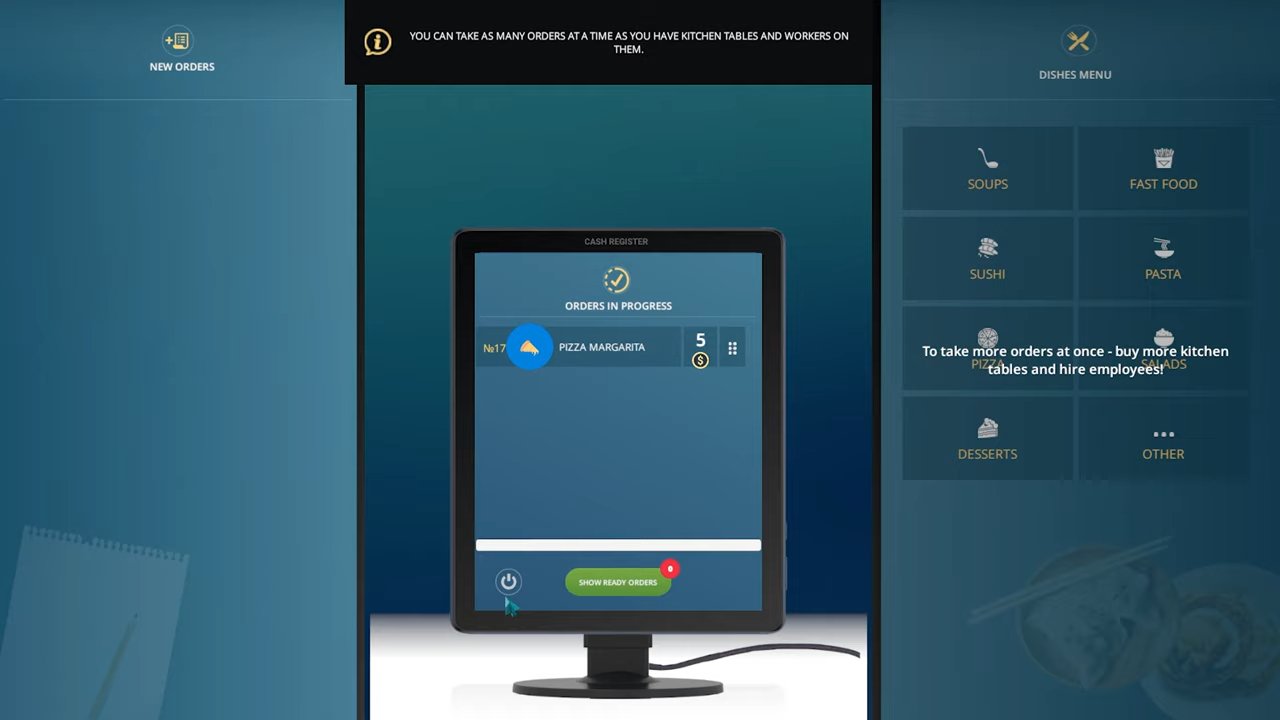 NEW ORDERS
YOU CAN TAKE AS MANY ORDERS AT A TIME AS YOU HAVE KITCHEN TABLES AND WORKERS ON
THEM.
DISHES MENU
SOUPS
FAST FOOD
SUSHI
PASTA
PIZZA
SALADS
To take more orders at once - buy more kitchen
tables and hire employees!
DESSERTS
OTHER
CASH REGISTER
ORDERS IN PROGRESS
№17
PIZZA MARGARITA
5
$
SHOW READY ORDERS
0